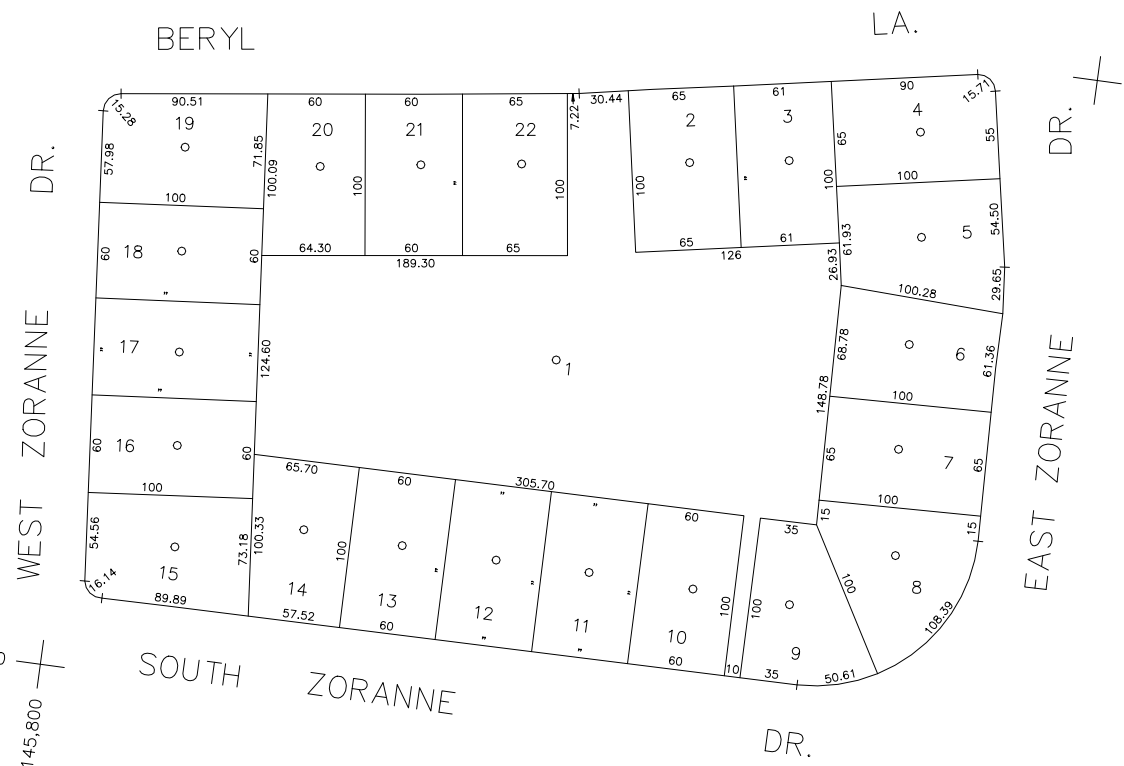 BERYL LA.
90.51 60 60 65 7.22 30.44 65 61 90 15.71
15.28 19 20 21 22 2 3 4
57.98 71.85 100.09 100 " 100 100 " 100 65 55
100 100
64.30 60 65 65 61
189.30 126
18 60 60 26.93 61.93 5 54.50
" 100.28 29.65
17 " " 124.60 1 68.78 6 61.36
" 148.78 100
16 60 60 65 7 65
100 65.70 60 " 305.70 " 60 100
54.56 73.18 100.33 100 " " " 100 100 35 15 15
15 14 13 12 11 10 9 100 8
16.14 89.89 57.52 60 " " 60 10 35 50.61 108.39
WEST ZORANNE DR.
SOUTH ZORANNE DR.
EAST ZORANNE DR.
145,800